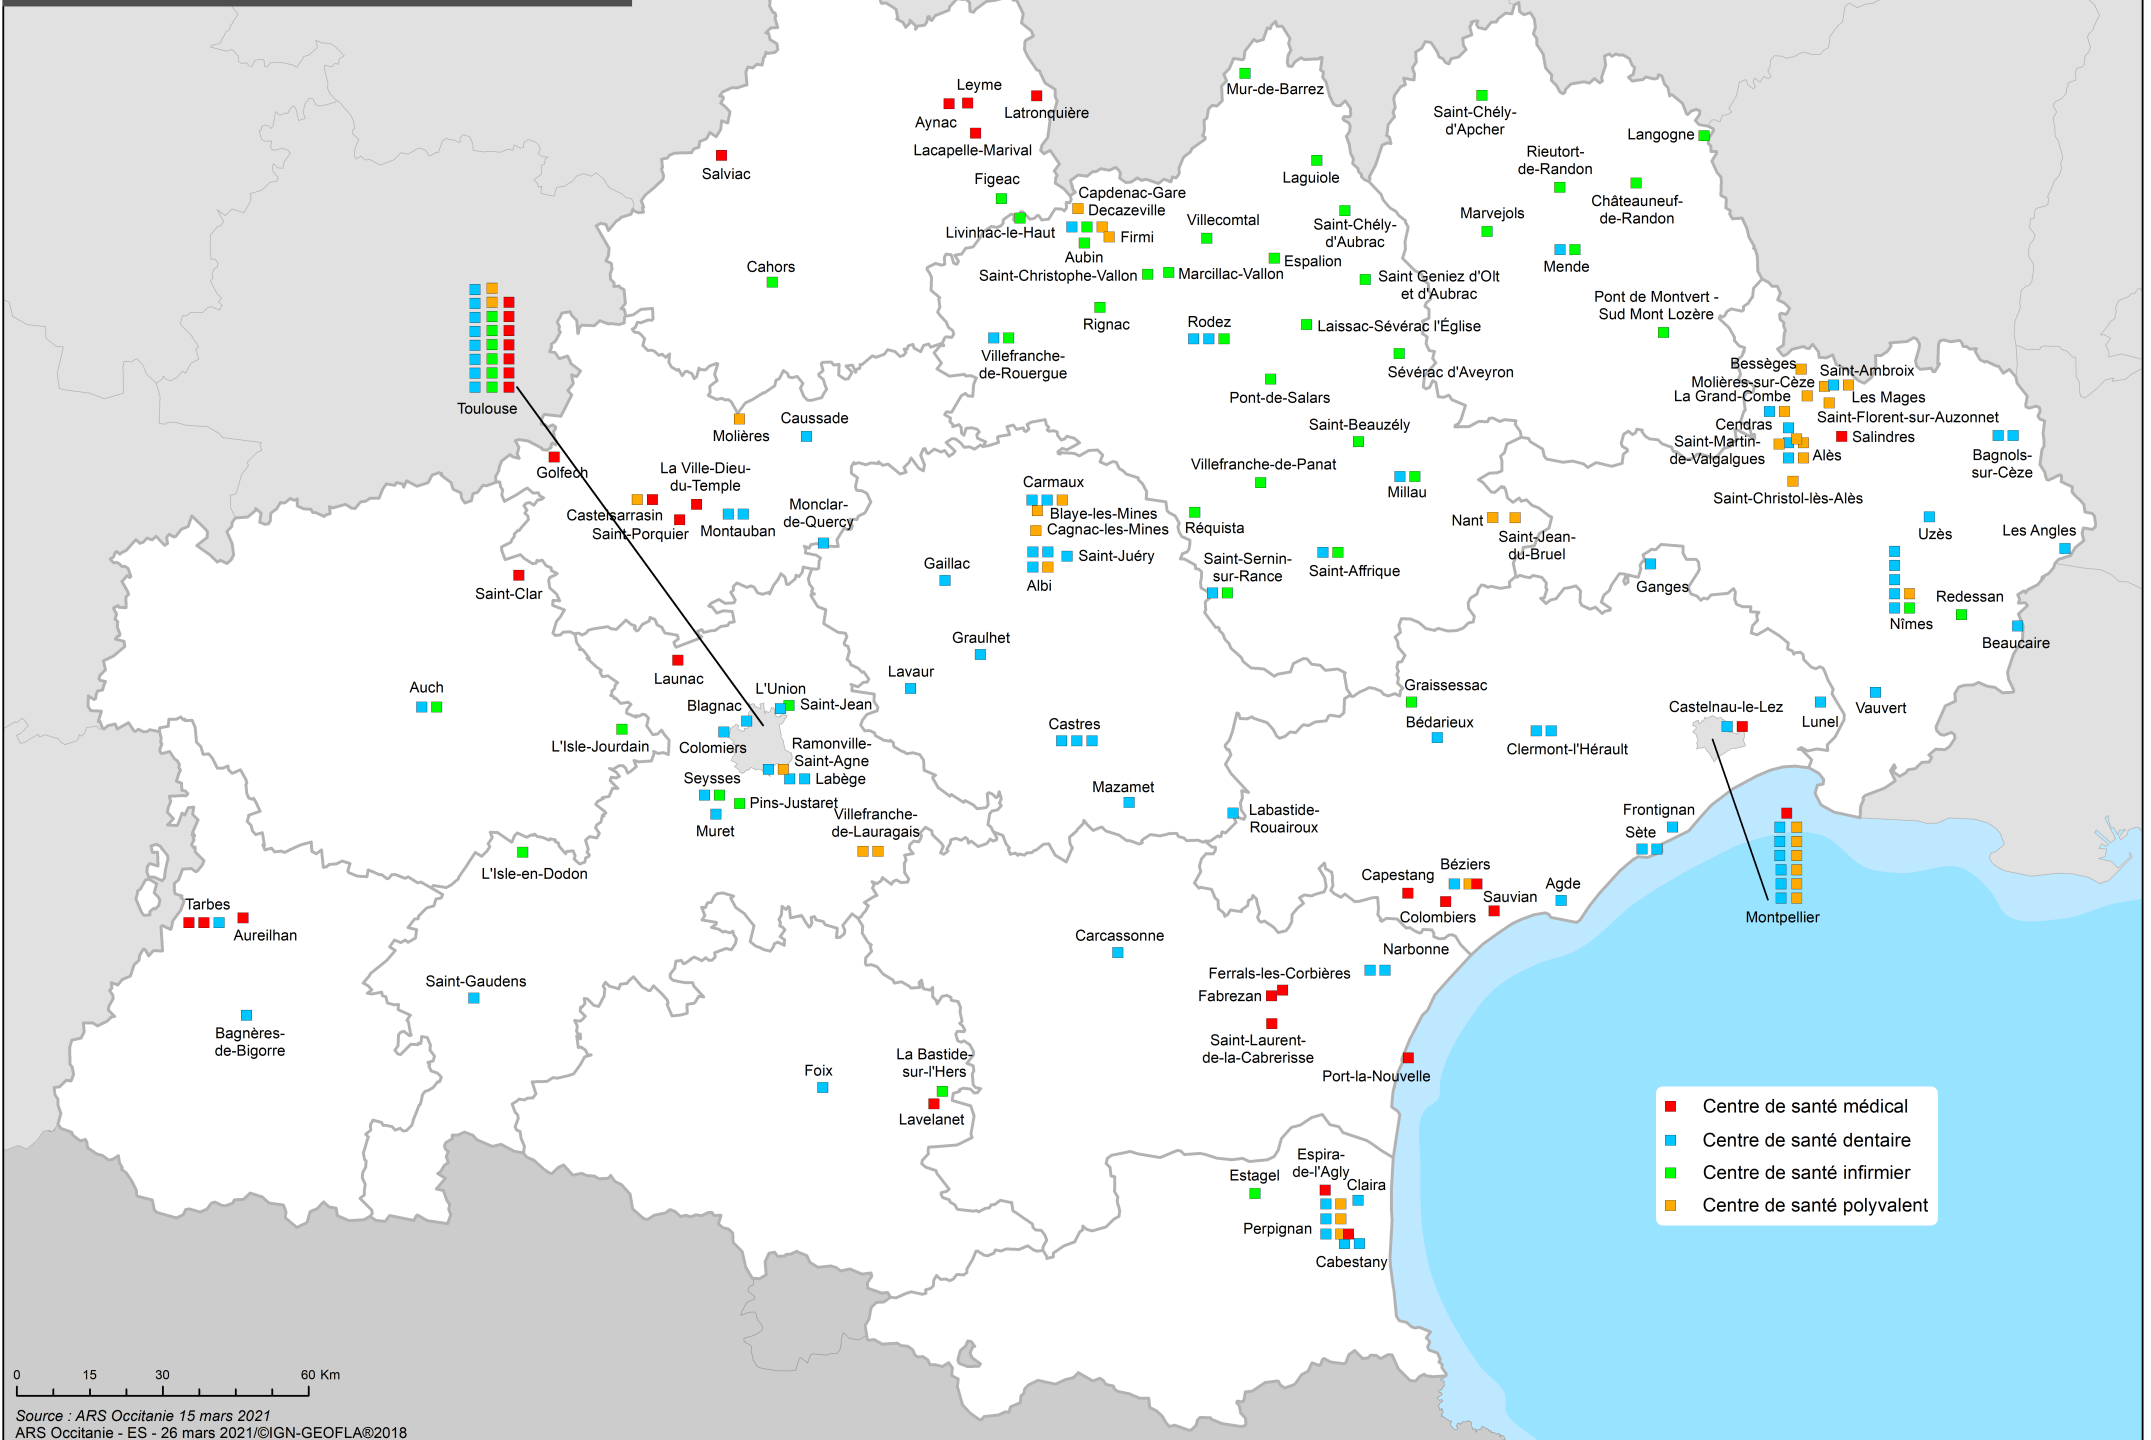 Leyme
Aynac
Latronquière
Lacapelle-Marival
Salviac
Figeac
Livinhac-le-Haut
Cahors
Mur-de-Barrez
Saint-Chély-
d'Apcher
Langogne
Rieutort-
de-Randon
Châteauneuf-
de-Randon
Laguiole
Capdenac-Gare
Decazeville
Firmi
Aubin
Villecomtal
Saint-Chély-
d'Aubrac
Marvejols
Mende
Espalion
Saint-Christophe-Vallon
Marcillac-Vallon
Saint Geniez d'Olt
et d'Aubrac
Pont de Montvert -
Sud Mont Lozère
Rignac
Rodez
Laissac-Sévérac l'Église
Villefranche-
de-Rouergue
Sévérac d'Aveyron
Pont-de-Salars
Toulouse
Bessèges
Saint-Ambroix
Molières-sur-Cèze
La Grand-Combe
Les Mages
Saint-Florent-sur-Auzonnet
Cendras
Salindres
Saint-Martin-
de-Valgalgues
Alès
Saint-Christol-lès-Alès
Bagnols-
sur-Cèze
Molières
Caussade
Golfech
La Ville-Dieu-
du-Temple
Castelsarrasin
Saint-Porquier
Montauban
Monclar-
de-Quercy
Saint-Beauzély
Villefranche-de-Panat
Millau
Carmaux
Blaye-les-Mines
Cagnac-les-Mines
Saint-Juéry
Albi
Réquista
Nant
Saint-Jean-
du-Bruel
Saint-Sernin-
sur-Rance
Saint-Affrique
Ganges
Uzès
Les Angles
Redessan
Nîmes
Beaucaire
Saint-Clar
Gaillac
Graulhet
Lavaur
Launac
L'Union
Blagnac
Saint-Jean
Auch
L'Isle-Jourdain
Colomiers
Ramonville-
Saint-Agne
Labège
Seysses
Pins-Justaret
Muret
Villefranche-
de-Lauragais
L'Isle-en-Dodon
Castres
Mazamet
Labastide-
Rouairoux
Graissessac
Bédarieux
Clermont-l'Hérault
Castelnau-le-Lez
Lunel
Vauvert
Frontignan
Sète
Montpellier
Béziers
Capestang
Sauvian
Colombiers
Agde
Tarbes
Aureilhan
Bagnères-
de-Bigorre
Saint-Gaudens
Carcassonne
Narbonne
Ferrals-les-Corbières
Fabrezan
Saint-Laurent-
de-la-Cabrerisse
Port-la-Nouvelle
Foix
La Bastide-
sur-l'Hers
Lavelanet
Estagel
Espira-
de-l'Agly
Claira
Perpignan
Cabestany
Centre de santé médical
Centre de santé dentaire
Centre de santé infirmier
Centre de santé polyvalent
0 15 30 60 Km
Source : ARS Occitanie 15 mars 2021
ARS Occitanie - ES - 26 mars 2021/©IGN-GEOFLA®2018